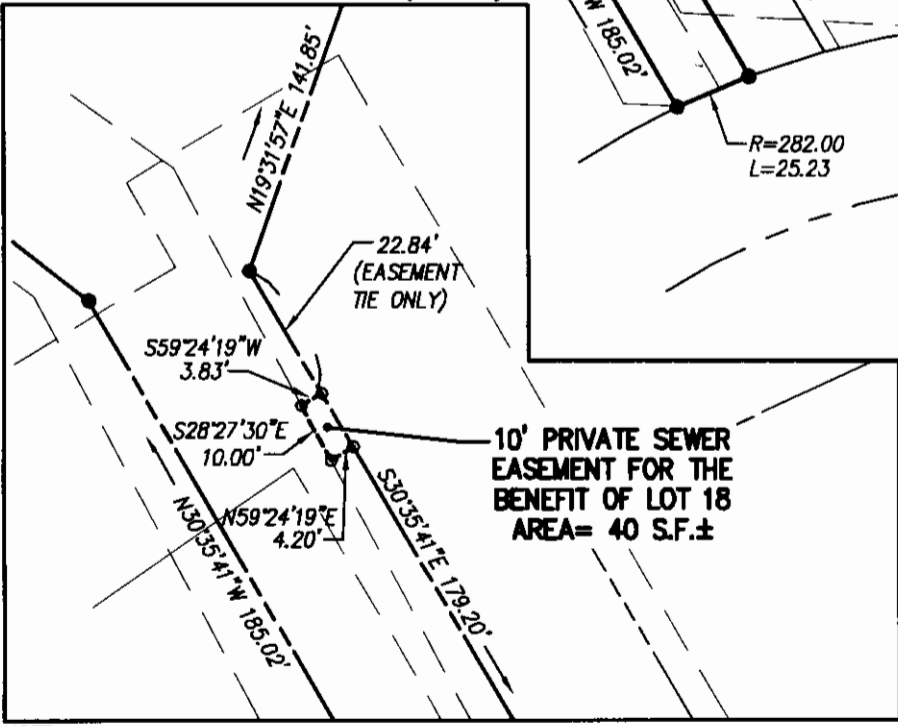 W 185.02'
R=282.00
L=25.23
N19°31'57"E 141.85'
22.84'
(EASEMENT
TIE ONLY)
S59°24'19"W
3.83'
S28°27'30"E
10.00'
N59°24'19"E
4.20'
10' PRIVATE SEWER
EASEMENT FOR THE
BENEFIT OF LOT 18
AREA= 40 S.F.±
S30°35'41"E 179.20'
N30°35'41"W 185.02'